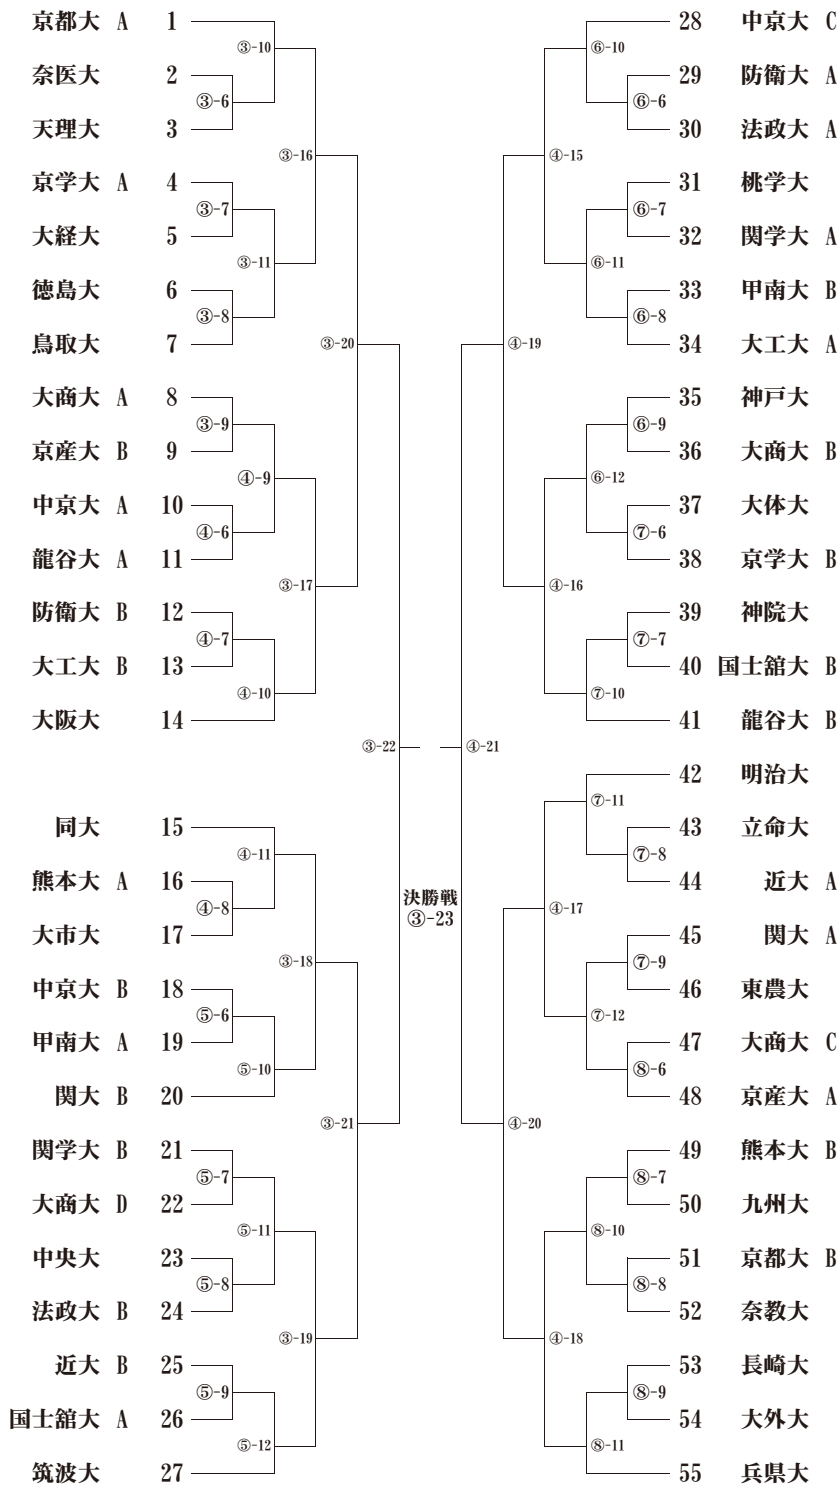 京都大 A 1
③-10
奈医大 2
③-6
天理大 3
③-16
京学大 A 4
③-7
大経大 5
③-11
徳島大 6
③-8
鳥取大 7
③-20
大商大 A 8
③-9
京産大 B 9
④-9
中京大 A 10
④-6
龍谷大 A 11
③-17
防衛大 B 12
④-7
大工大 B 13
④-10
大阪大 14
③-22
同大 15
④-11
熊本大 A 16
④-8
大市大 17
③-18
中京大 B 18
⑤-6
甲南大 A 19
⑤-10
関大 B 20
③-21
関学大 B 21
⑤-7
大商大 D 22
⑤-11
中央大 23
⑤-8
法政大 B 24
③-19
近大 B 25
⑤-9
国士舘大 A 26
⑤-12
筑波大 27
決勝戦
③-23
28 中京大 C
⑥-10
29 防衛大 A
⑥-6
30 法政大 A
④-15
31 桃学大
⑥-7
32 関学大 A
⑥-11
33 甲南大 B
⑥-8
34 大工大 A
④-19
35 神戸大
⑥-9
36 大商大 B
⑥-12
37 大体大
⑦-6
38 京学大 B
④-16
39 神院大
⑦-7
40 国士舘大 B
⑦-10
41 龍谷大 B
④-21
42 明治大
⑦-11
43 立命大
⑦-8
44 近大 A
④-17
45 関大 A
⑦-9
46 東農大
⑦-12
47 大商大 C
⑧-6
48 京産大 A
④-20
49 熊本大 B
⑧-7
50 九州大
⑧-10
51 京都大 B
⑧-8
52 奈教大
④-18
53 長崎大
⑧-9
54 大外大
⑧-11
55 兵県大